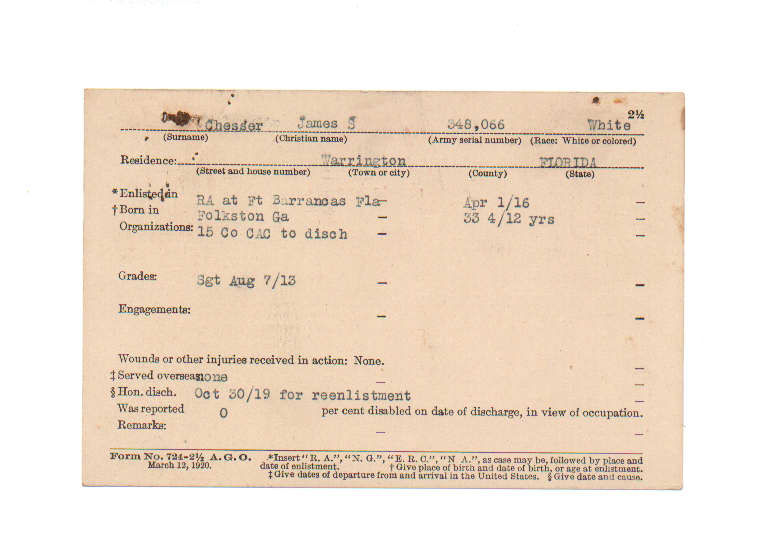 2½
Chesser James S 348,066 White
(Surname) (Christian name) (Army serial number) (Race: White or colored)
Residence: Warrington FLORIDA
(Street and house number) (Town or city) (County) (State)
*Enlisted in RA at Ft Barrancas Fla— Apr 1/16 —
†Born in Folkston Ga — 33 4/12 yrs —
Organizations: 15 Co CAC to disch — —
Grades: Sgt Aug 7/13 — —
Engagements: — —
Wounds or other injuries received in action: None. —
‡Served overseas none — —
§Hon. disch. Oct 30/19 for reenlistment —
Was reported 0 per cent disabled on date of discharge, in view of occupation.
Remarks: — —
Form No. 724-2½ A. G. O. *Insert "R. A.", "N. G.", "E. R. C.", "N A.", as case may be, followed by place and
March 12, 1920. date of enlistment. †Give place of birth and date of birth, or age at enlistment.
‡Give dates of departure from and arrival in the United States. §Give date and cause.